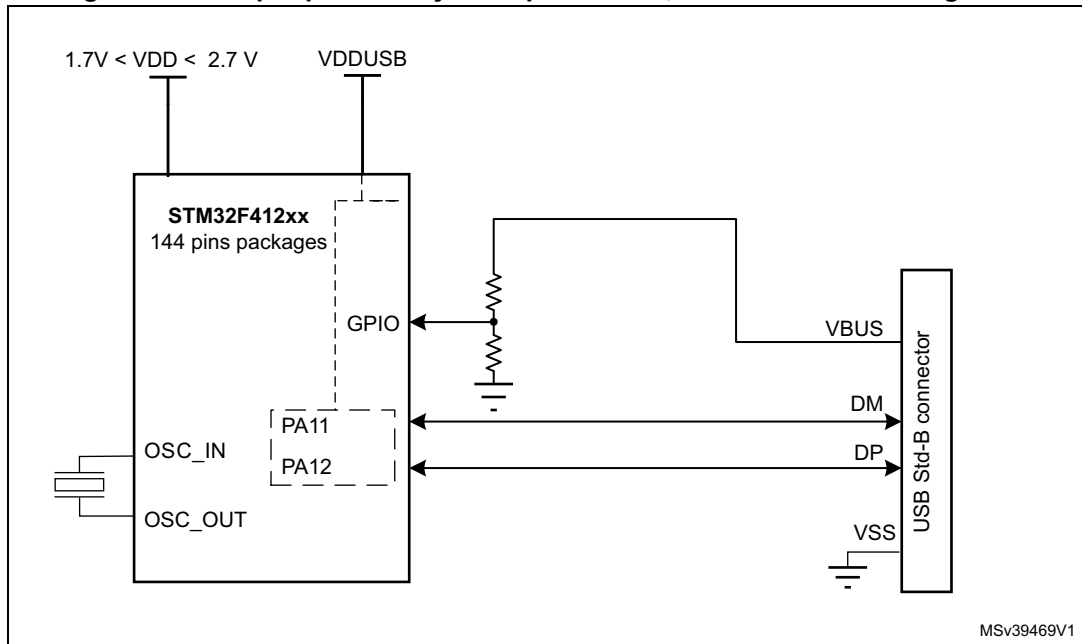 1.7V < VDD < 2.7 V
VDDUSB
STM32F412xx
144 pins packages
GPIO
VBUS
DM
PA11
DP
PA12
OSC_IN
OSC_OUT
VSS
USB Std-B connector
MSv39469V1